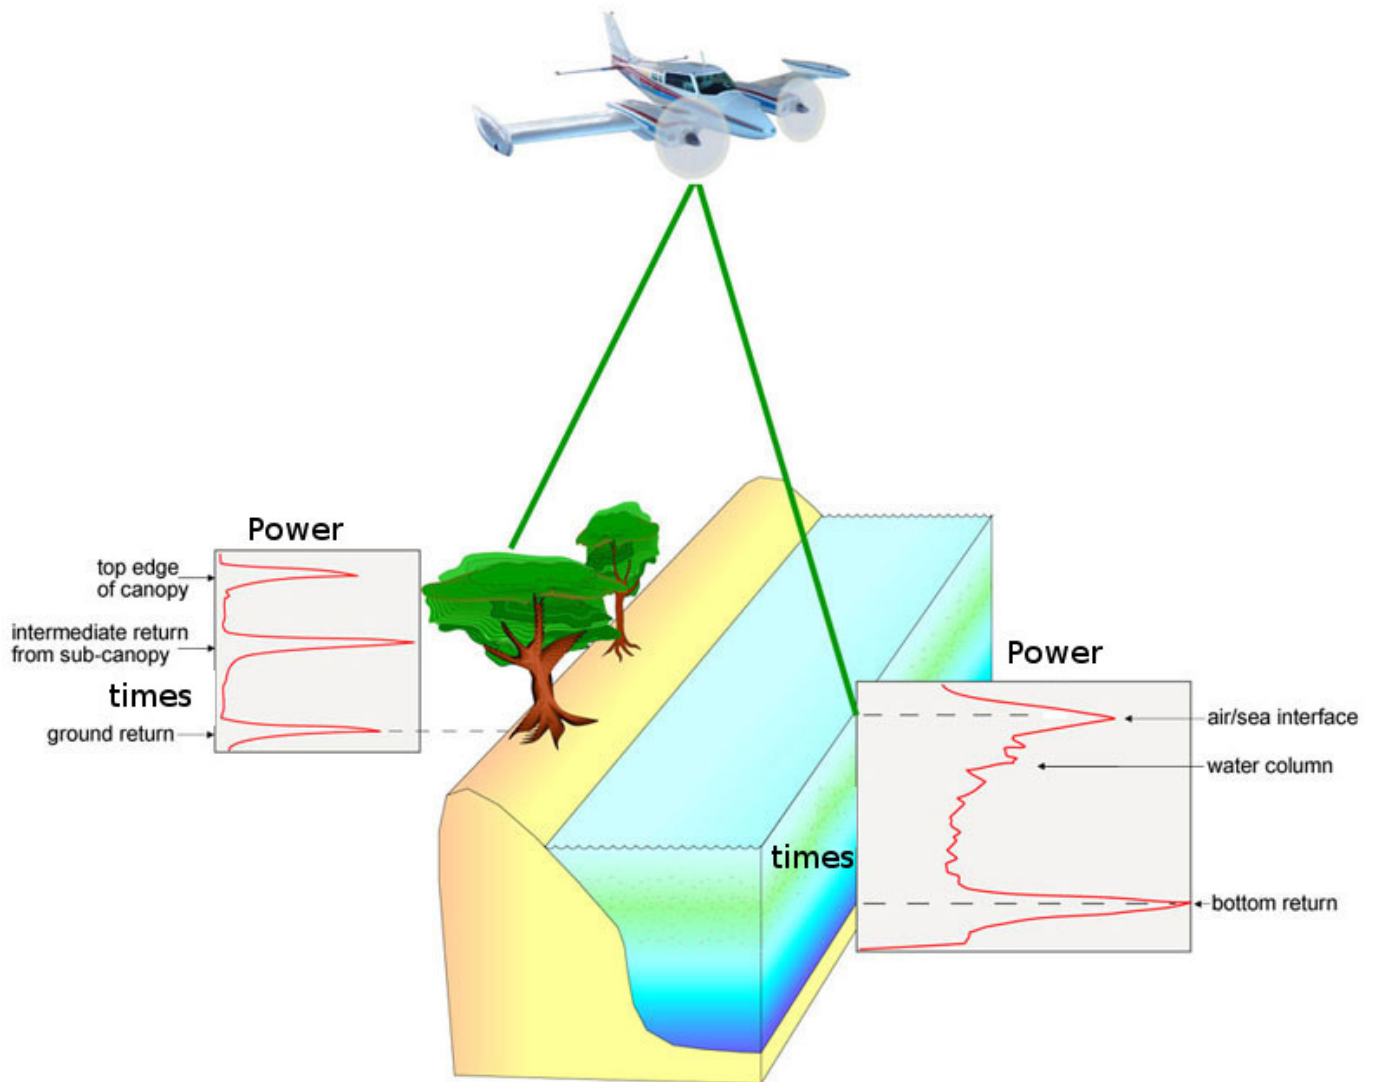 Power
top edge
of canopy
intermediate return
from sub-canopy
times
ground return
Power
air/sea interface
water column
times
bottom return